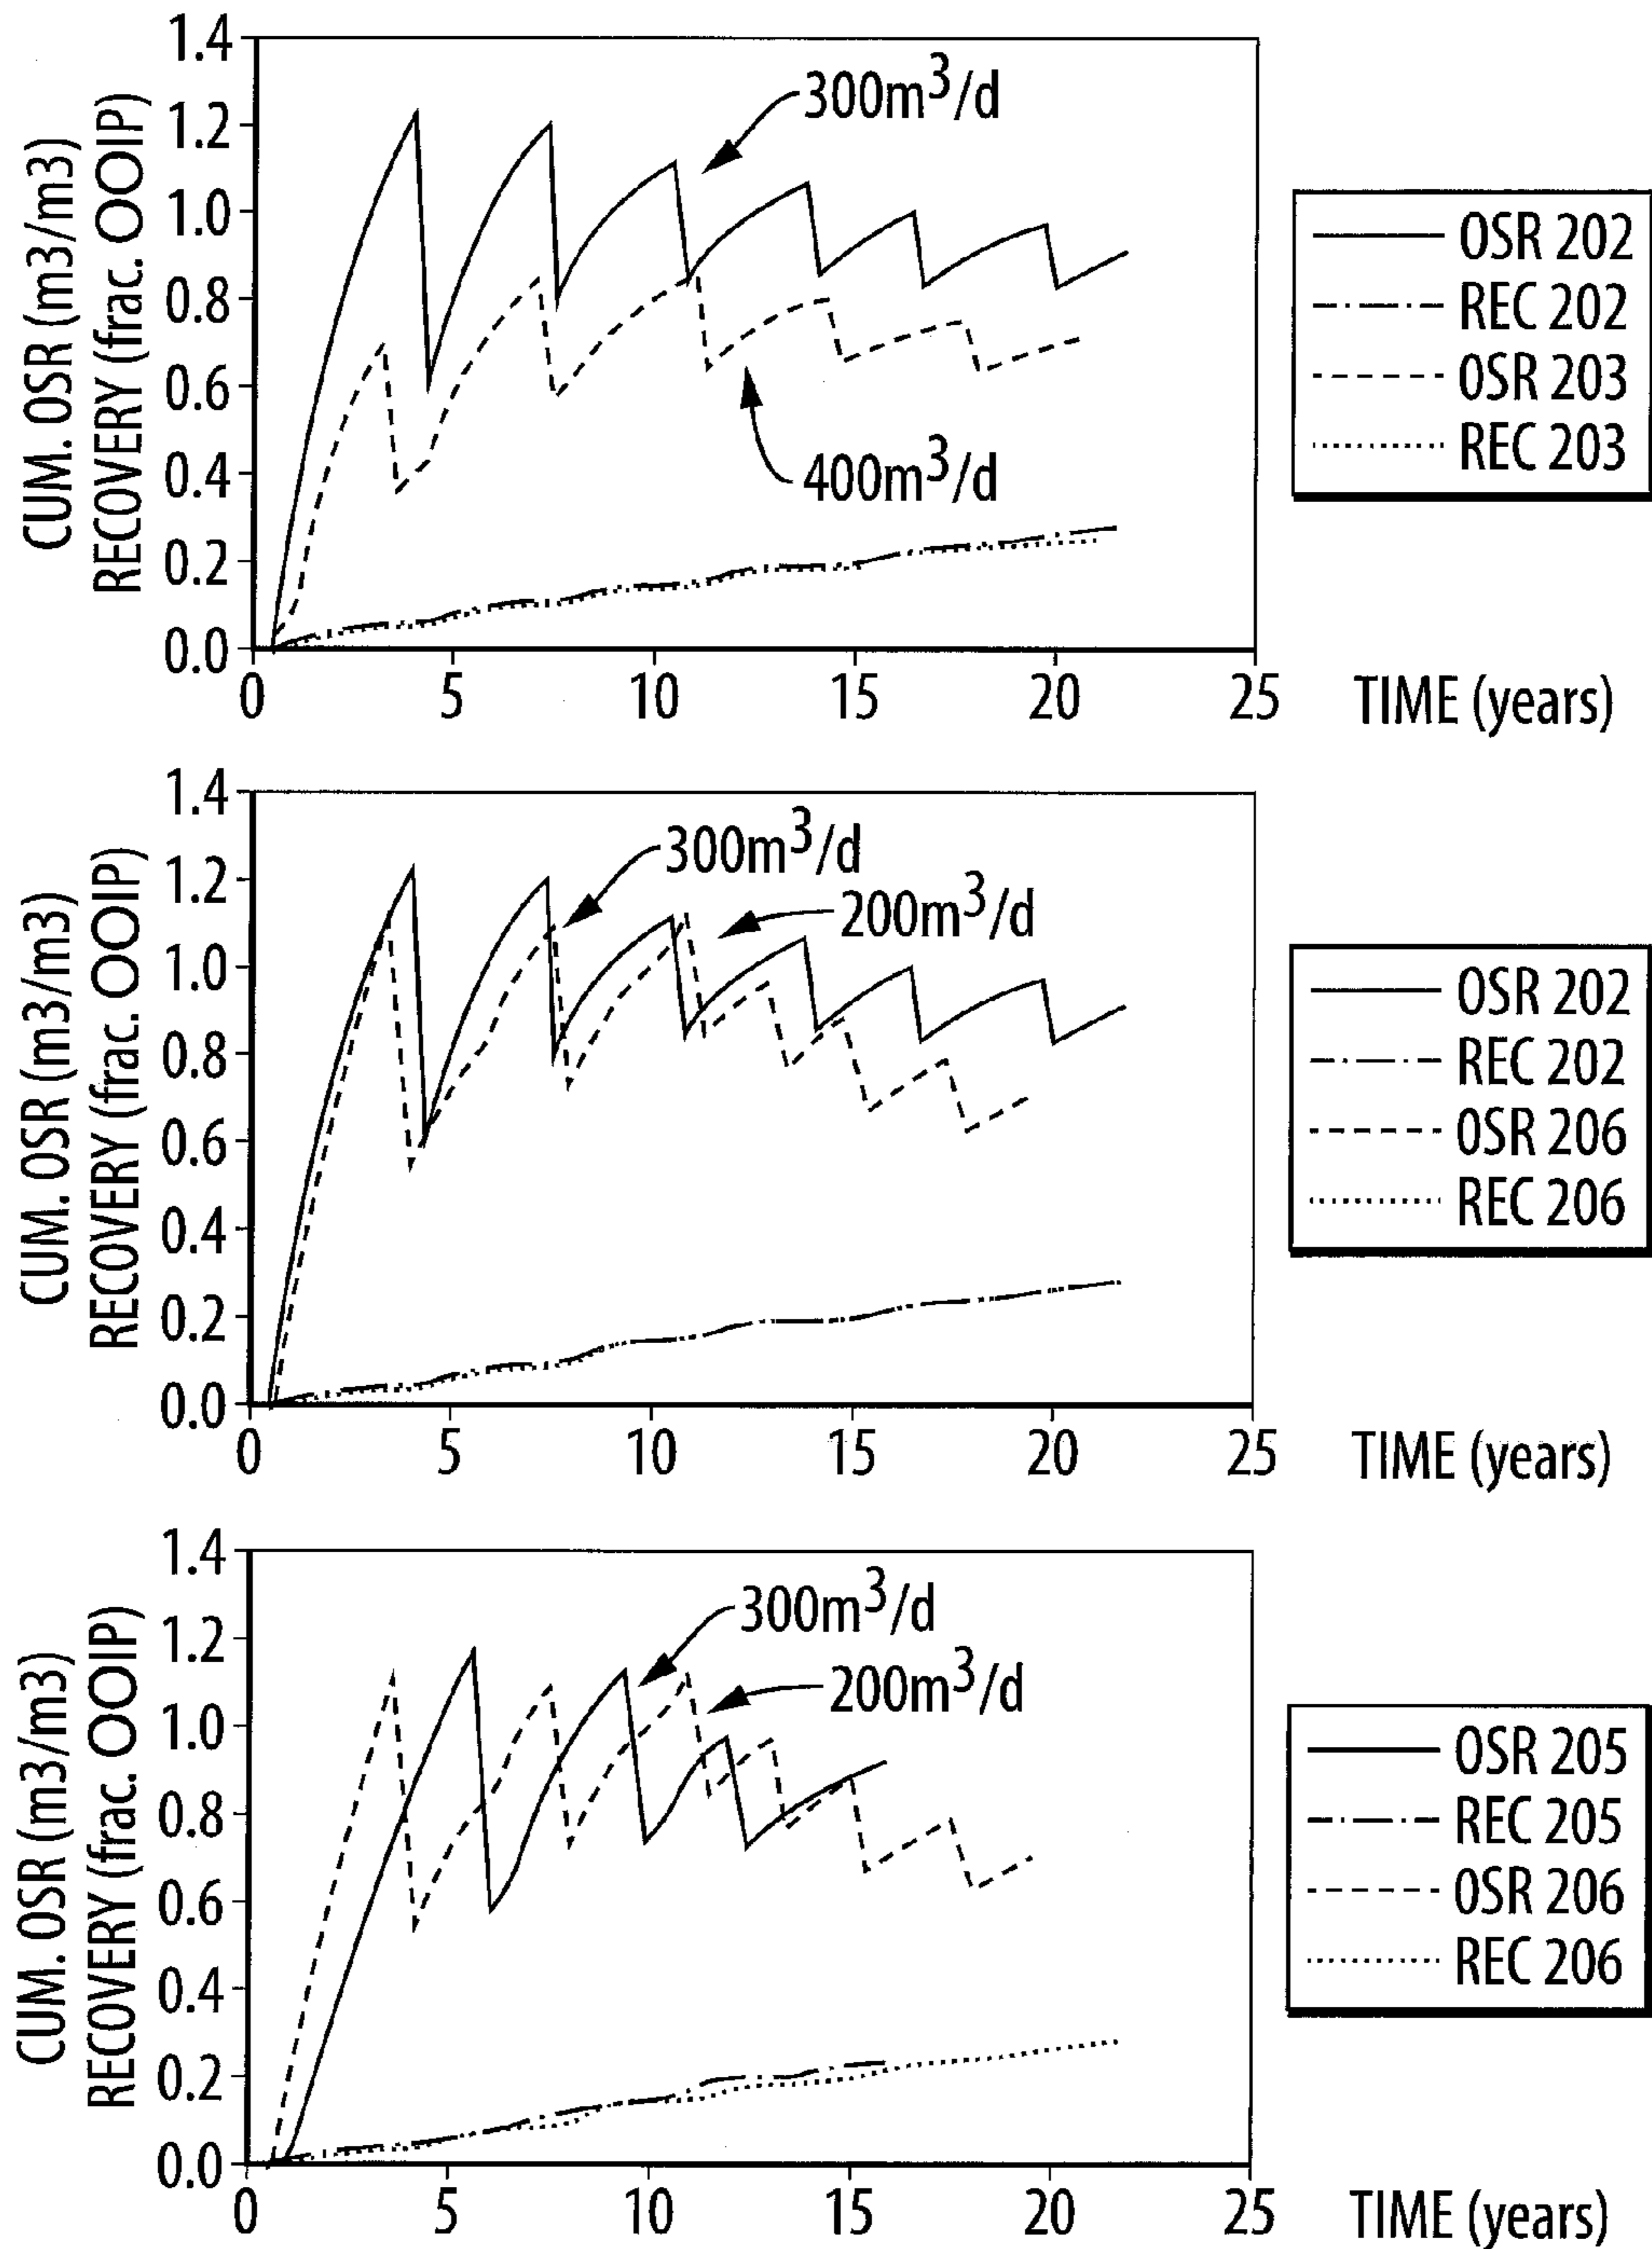 CUM. OSR (m3/m3)
RECOVERY (frac. OOIP)
1.4
1.2
1.0
0.8
0.6
0.4
0.2
0.0
0
5
10
15
20
25
TIME (years)
300m³/d
400m³/d
OSR 202
REC 202
OSR 203
REC 203
CUM. OSR (m3/m3)
RECOVERY (frac. OOIP)
1.4
1.2
1.0
0.8
0.6
0.4
0.2
0.0
0
5
10
15
20
25
TIME (years)
300m³/d
200m³/d
OSR 202
REC 202
OSR 206
REC 206
CUM. OSR (m3/m3)
RECOVERY (frac. OOIP)
1.4
1.2
1.0
0.8
0.6
0.4
0.2
0.0
0
5
10
15
20
25
TIME (years)
300m³/d
200m³/d
OSR 205
REC 205
OSR 206
REC 206